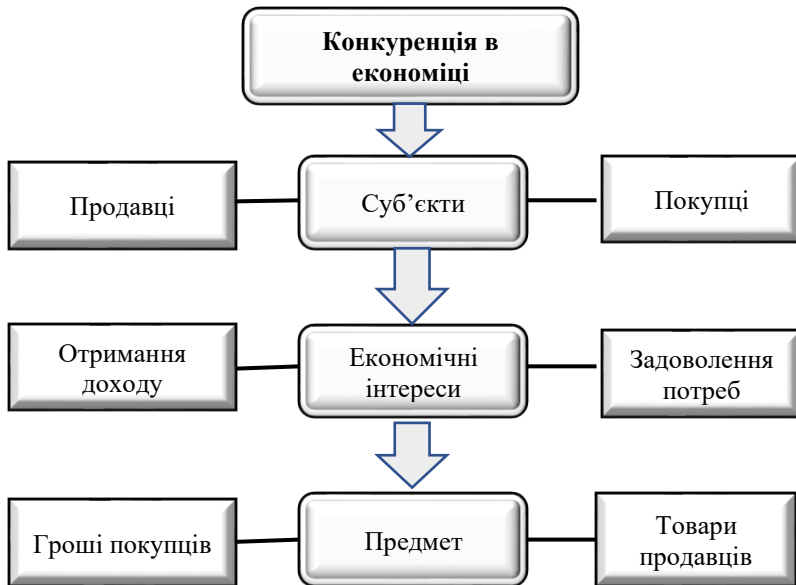 Конкуренція в
економіці
Продавці
Суб’єкти
Покупці
Отримання
доходу
Економічні
інтереси
Задоволення
потреб
Гроші покупців
Предмет
Товари
продавців